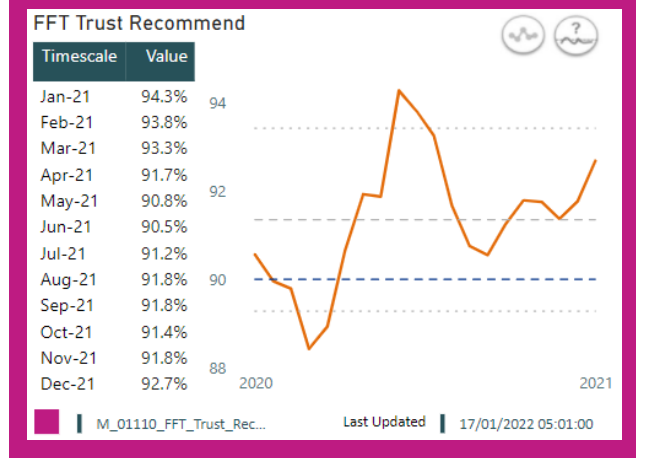 FFT Trust Recommend
?
Timescale Value
Jan-21 94.3%
Feb-21 93.8%
Mar-21 93.3%
Apr-21 91.7%
May-21 90.8%
Jun-21 90.5%
Jul-21 91.2%
Aug-21 91.8%
Sep-21 91.8%
Oct-21 91.4%
Nov-21 91.8%
Dec-21 92.7%
94
92
90
88
2020 2021
M_01110_FFT_Trust_Rec... Last Updated 17/01/2022 05:01:00